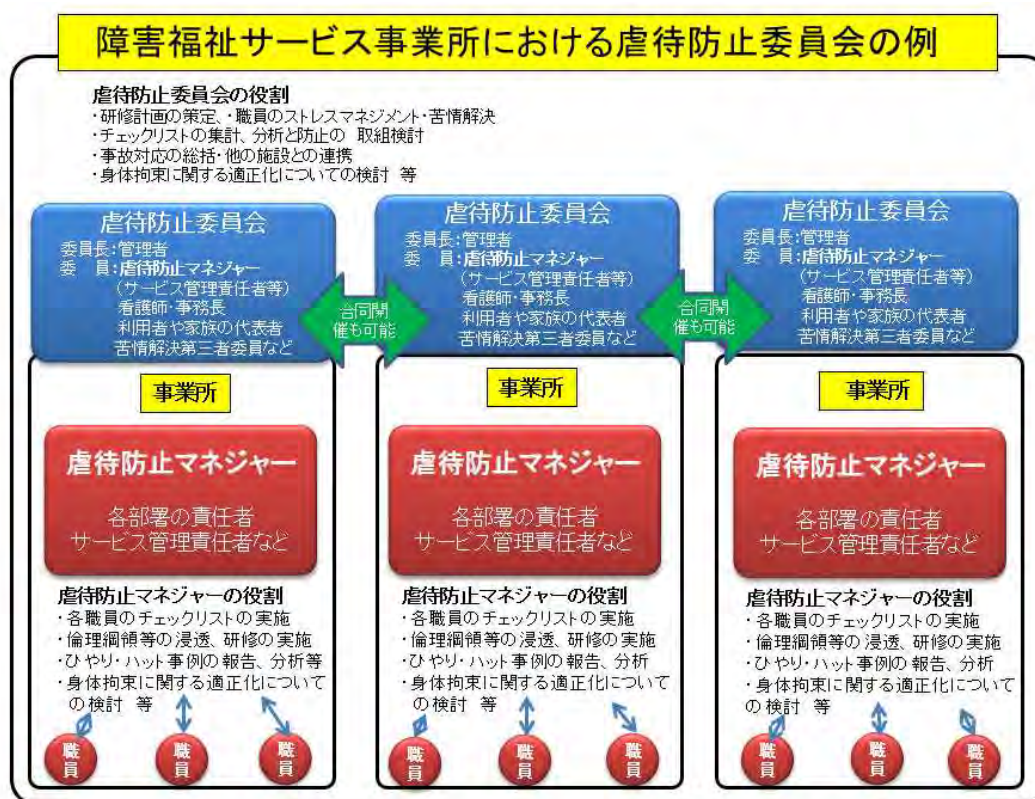 障害福祉サービス事業所における虐待防止委員会の例
虐待防止委員会の役割
・研修計画の策定、・職員のストレスマネジメント・苦情解決
・チェックリストの集計、分析と防止の 取組検討
・事故対応の総括・他の施設との連携
・身体拘束に関する適正化についての検討 等
虐待防止委員会
委員長：管理者
委 員：虐待防止マネジャー
（サービス管理責任者等）
看護師・事務長
利用者や家族の代表者
苦情解決第三者委員など
合同開
催も可能
虐待防止委員会
委員長：管理者
委 員：虐待防止マネジャー
（サービス管理責任者等）
看護師・事務長
利用者や家族の代表者
苦情解決第三者委員など
合同開
催も可能
虐待防止委員会
委員長：管理者
委 員：虐待防止マネジャー
（サービス管理責任者等）
看護師・事務長
利用者や家族の代表者
苦情解決第三者委員など
事業所
虐待防止マネジャー
各部署の責任者
サービス管理責任者など
虐待防止マネジャーの役割
・各職員のチェックリストの実施
・倫理綱領等の浸透、研修の実施
・ひやり・ハット事例の報告、分析等
・身体拘束に関する適正化について
の検討 等
職員
職員
職員
事業所
虐待防止マネジャー
各部署の責任者
サービス管理責任者など
虐待防止マネジャーの役割
・各職員のチェックリストの実施
・倫理綱領等の浸透、研修の実施
・ひやり・ハット事例の報告、分析
・身体拘束に関する適正化について
の検討 等
職員
職員
職員
事業所
虐待防止マネジャー
各部署の責任者
サービス管理責任者など
虐待防止マネジャーの役割
・各職員のチェックリストの実施
・倫理綱領等の浸透、研修の実施
・ひやり・ハット事例の報告、分析
・身体拘束に関する適正化について
の検討 等
職員
職員
職員